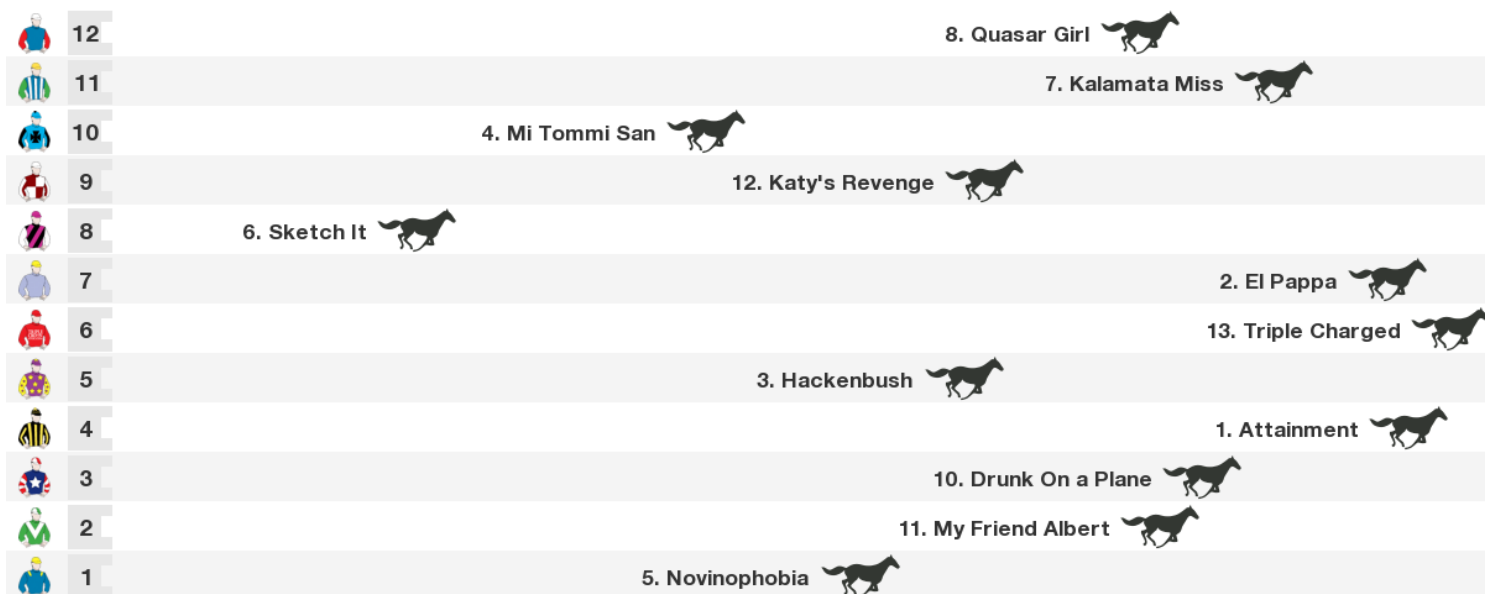 12 8. Quasar Girl
11 7. Kalamata Miss
10 4. Mi Tommi San
9 12. Katy's Revenge
8 6. Sketch It
7 2. El Pappa
6 13. Triple Charged
5 3. Hackenbush
4 1. Attainment
3 10. Drunk On a Plane
2 11. My Friend Albert
1 5. Novinophobia